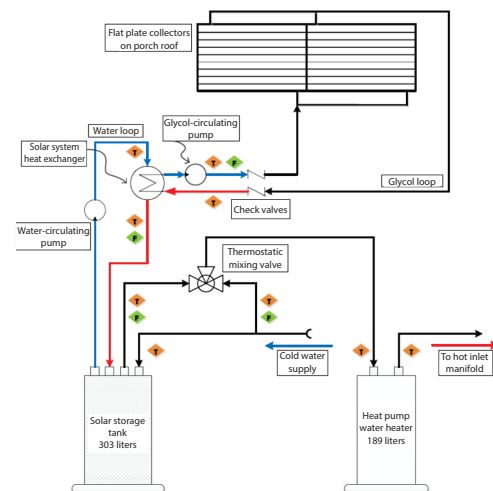 Flat plate collectors
on porch roof
Glycol-circulating
pump
Water loop
Solar system
heat exchanger
T
T
F
T
Glycol loop
Check valves
T
F
Water-circulating
pump
Thermostatic
mixing valve
T
F
T
F
T
Cold water
supply
T
T
To hot inlet
manifold
Solar storage
tank
303 liters
Heat pump
water heater
189 liters